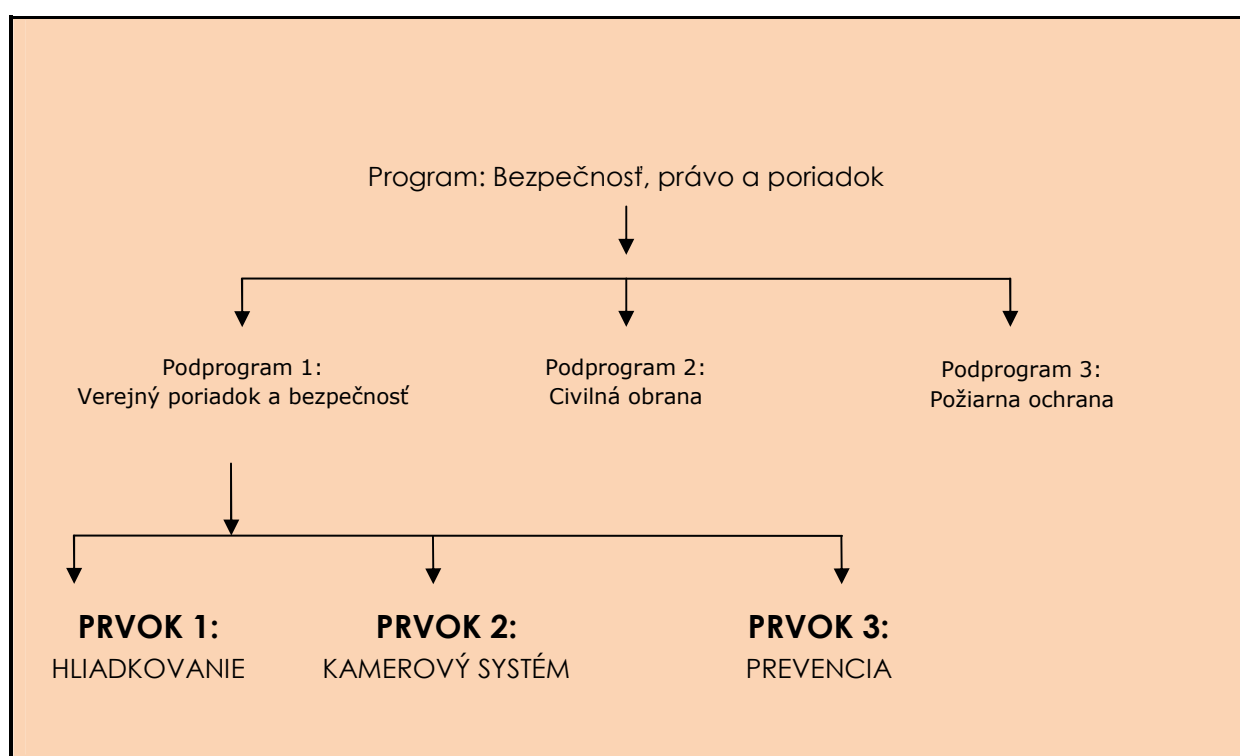 Program: Bezpečnosť, právo a poriadok
Podprogram 1:
Verejný poriadok a bezpečnosť
Podprogram 2:
Civilná obrana
Podprogram 3:
Požiarna ochrana
PRVOK 1:
HLIADKOVANIE
PRVOK 2:
KAMEROVÝ SYSTÉM
PRVOK 3:
PREVENCIA